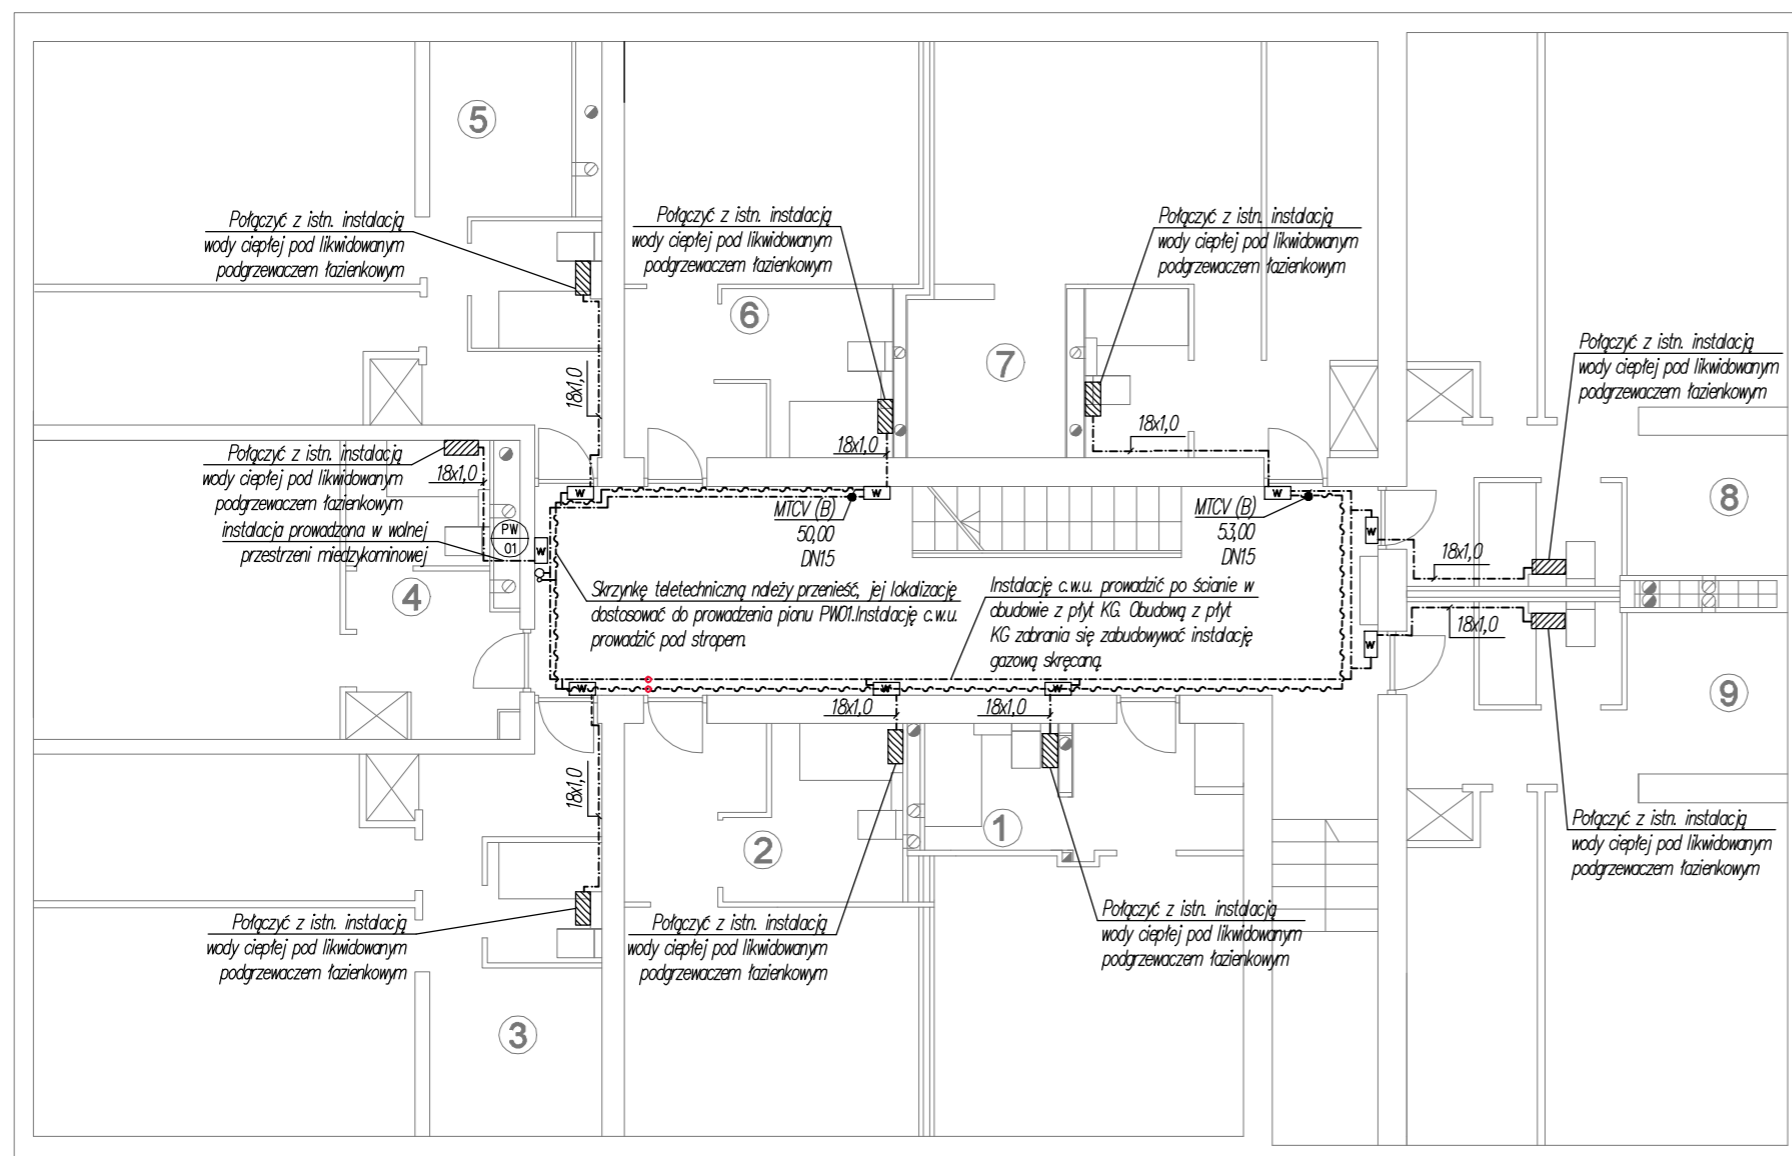 5
Połączyć z istn. instalacją
wody ciepłej pod likwidowanym
podgrzewaczem łazienkowym
Połączyć z istn. instalacją
wody ciepłej pod likwidowanym
podgrzewaczem łazienkowym
Połączyć z istn. instalacją
wody ciepłej pod likwidowanym
podgrzewaczem łazienkowym
6
7
Połączyć z istn. instalacją
wody ciepłej pod likwidowanym
podgrzewaczem łazienkowym
18x1,0
18x1,0
18x1,0
Połączyć z istn. instalacją
wody ciepłej pod likwidowanym
podgrzewaczem łazienkowym
18x1,0
instalacja prowadzona w wolnej
przestrzeni miedzykominowej
PW
01
W
W
W
W
MTCV (B)
50,00
DN15
MTCV (B)
53,00
DN15
W
8
18x1,0
4
Skrzynkę teletechniczną należy przenieść, jej lokalizację
dostosować do prowadzenia pionu PW01.Instalację c.w.u.
prowadzić pod stropem.
Instalację c.w.u. prowadzić po ścianie w
obudowie z płyt KG. Obudową z płyt
KG zabrania się zabudowywać instalację
gazową skręcaną.
18x1,0
W
9
W
W
W
18x1,0
18x1,0
18x1,0
2
1
Połączyć z istn. instalacją
wody ciepłej pod likwidowanym
podgrzewaczem łazienkowym
Połączyć z istn. instalacją
wody ciepłej pod likwidowanym
podgrzewaczem łazienkowym
Połączyć z istn. instalacją
wody ciepłej pod likwidowanym
podgrzewaczem łazienkowym
Połączyć z istn. instalacją
wody ciepłej pod likwidowanym
podgrzewaczem łazienkowym
3